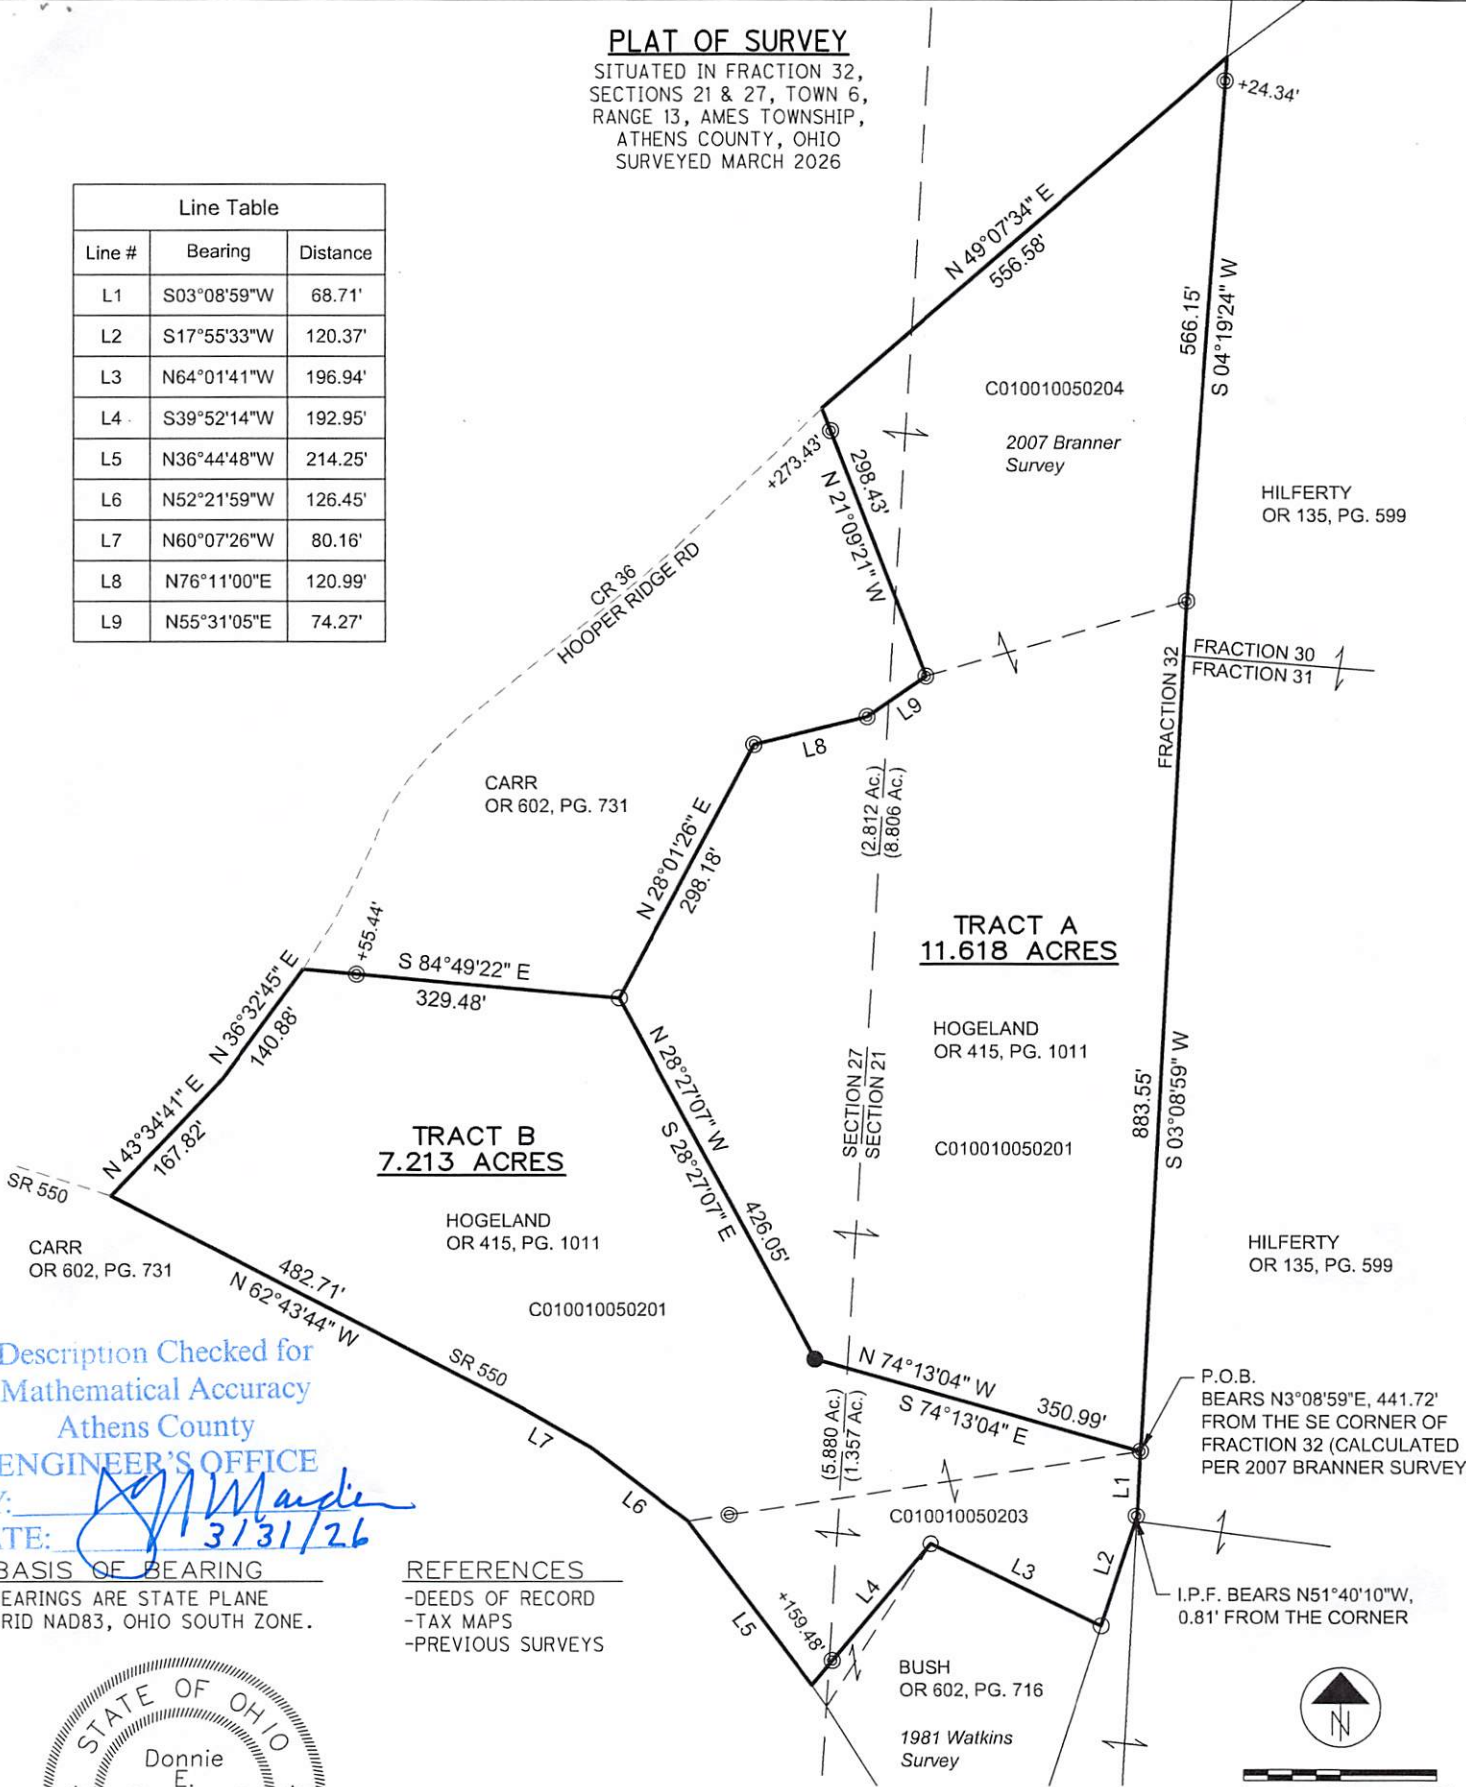 PLAT OF SURVEY
SITUATED IN FRACTION 32,
SECTIONS 21 & 27, TOWN 6,
RANGE 13, AMES TOWNSHIP,
ATHENS COUNTY, OHIO
SURVEYED MARCH 2026
Line Table
Line # Bearing Distance
L1 S03°08'59"W 68.71'
L2 S17°55'33"W 120.37'
L3 N64°01'41"W 196.94'
L4 S39°52'14"W 192.95'
L5 N36°44'48"W 214.25'
L6 N52°21'59"W 126.45'
L7 N60°07'26"W 80.16'
L8 N76°11'00"E 120.99'
L9 N55°31'05"E 74.27'
+24.34'
N 49°07'34" E
556.58'
566.15'
S 04°19'24" W
C010010050204
2007 Branner
Survey
+273.43'
298.43'
N 21°09'21" W
HILFERTY
OR 135, PG. 599
CR 36
HOOPER RIDGE RD
FRACTION 32
FRACTION 30
FRACTION 31
L9
L8
CARR
OR 602, PG. 731
(2.812 Ac.)
(8.806 Ac.)
N 28°01'26" E
298.18'
TRACT A
11.618 ACRES
+55.44'
S 84°49'22" E
329.48'
N 36°32'45" E
140.88'
HOGELAND
OR 415, PG. 1011
SECTION 27
SECTION 21
N 28°27'07" W
S 28°27'07" E
426.05'
883.55'
S 03°08'59" W
C010010050201
N 43°34'41" E
167.82'
TRACT B
7.213 ACRES
SR 550
HOGELAND
OR 415, PG. 1011
CARR
OR 602, PG. 731
HILFERTY
OR 135, PG. 599
482.71'
N 62°43'44" W
C010010050201
SR 550
Description Checked for
Mathematical Accuracy
Athens County
ENGINEER'S OFFICE
Y:
TE: 3/31/26
N 74°13'04" W
S 74°13'04" E
350.99'
P.O.B.
BEARS N3°08'59"E, 441.72'
FROM THE SE CORNER OF
FRACTION 32 (CALCULATED
PER 2007 BRANNER SURVEY
(5.880 Ac.)
(1.357 Ac.)
L7
L6
L1
C010010050203
L2
L3
L4
L5
+159.48'
I.P.F. BEARS N51°40'10"W,
0.81' FROM THE CORNER
BASIS OF BEARING
EARINGS ARE STATE PLANE
RID NAD83, OHIO SOUTH ZONE.
REFERENCES
-DEEDS OF RECORD
-TAX MAPS
-PREVIOUS SURVEYS
BUSH
OR 602, PG. 716
1981 Watkins
Survey
STATE OF OHIO
Donnie
E.
N